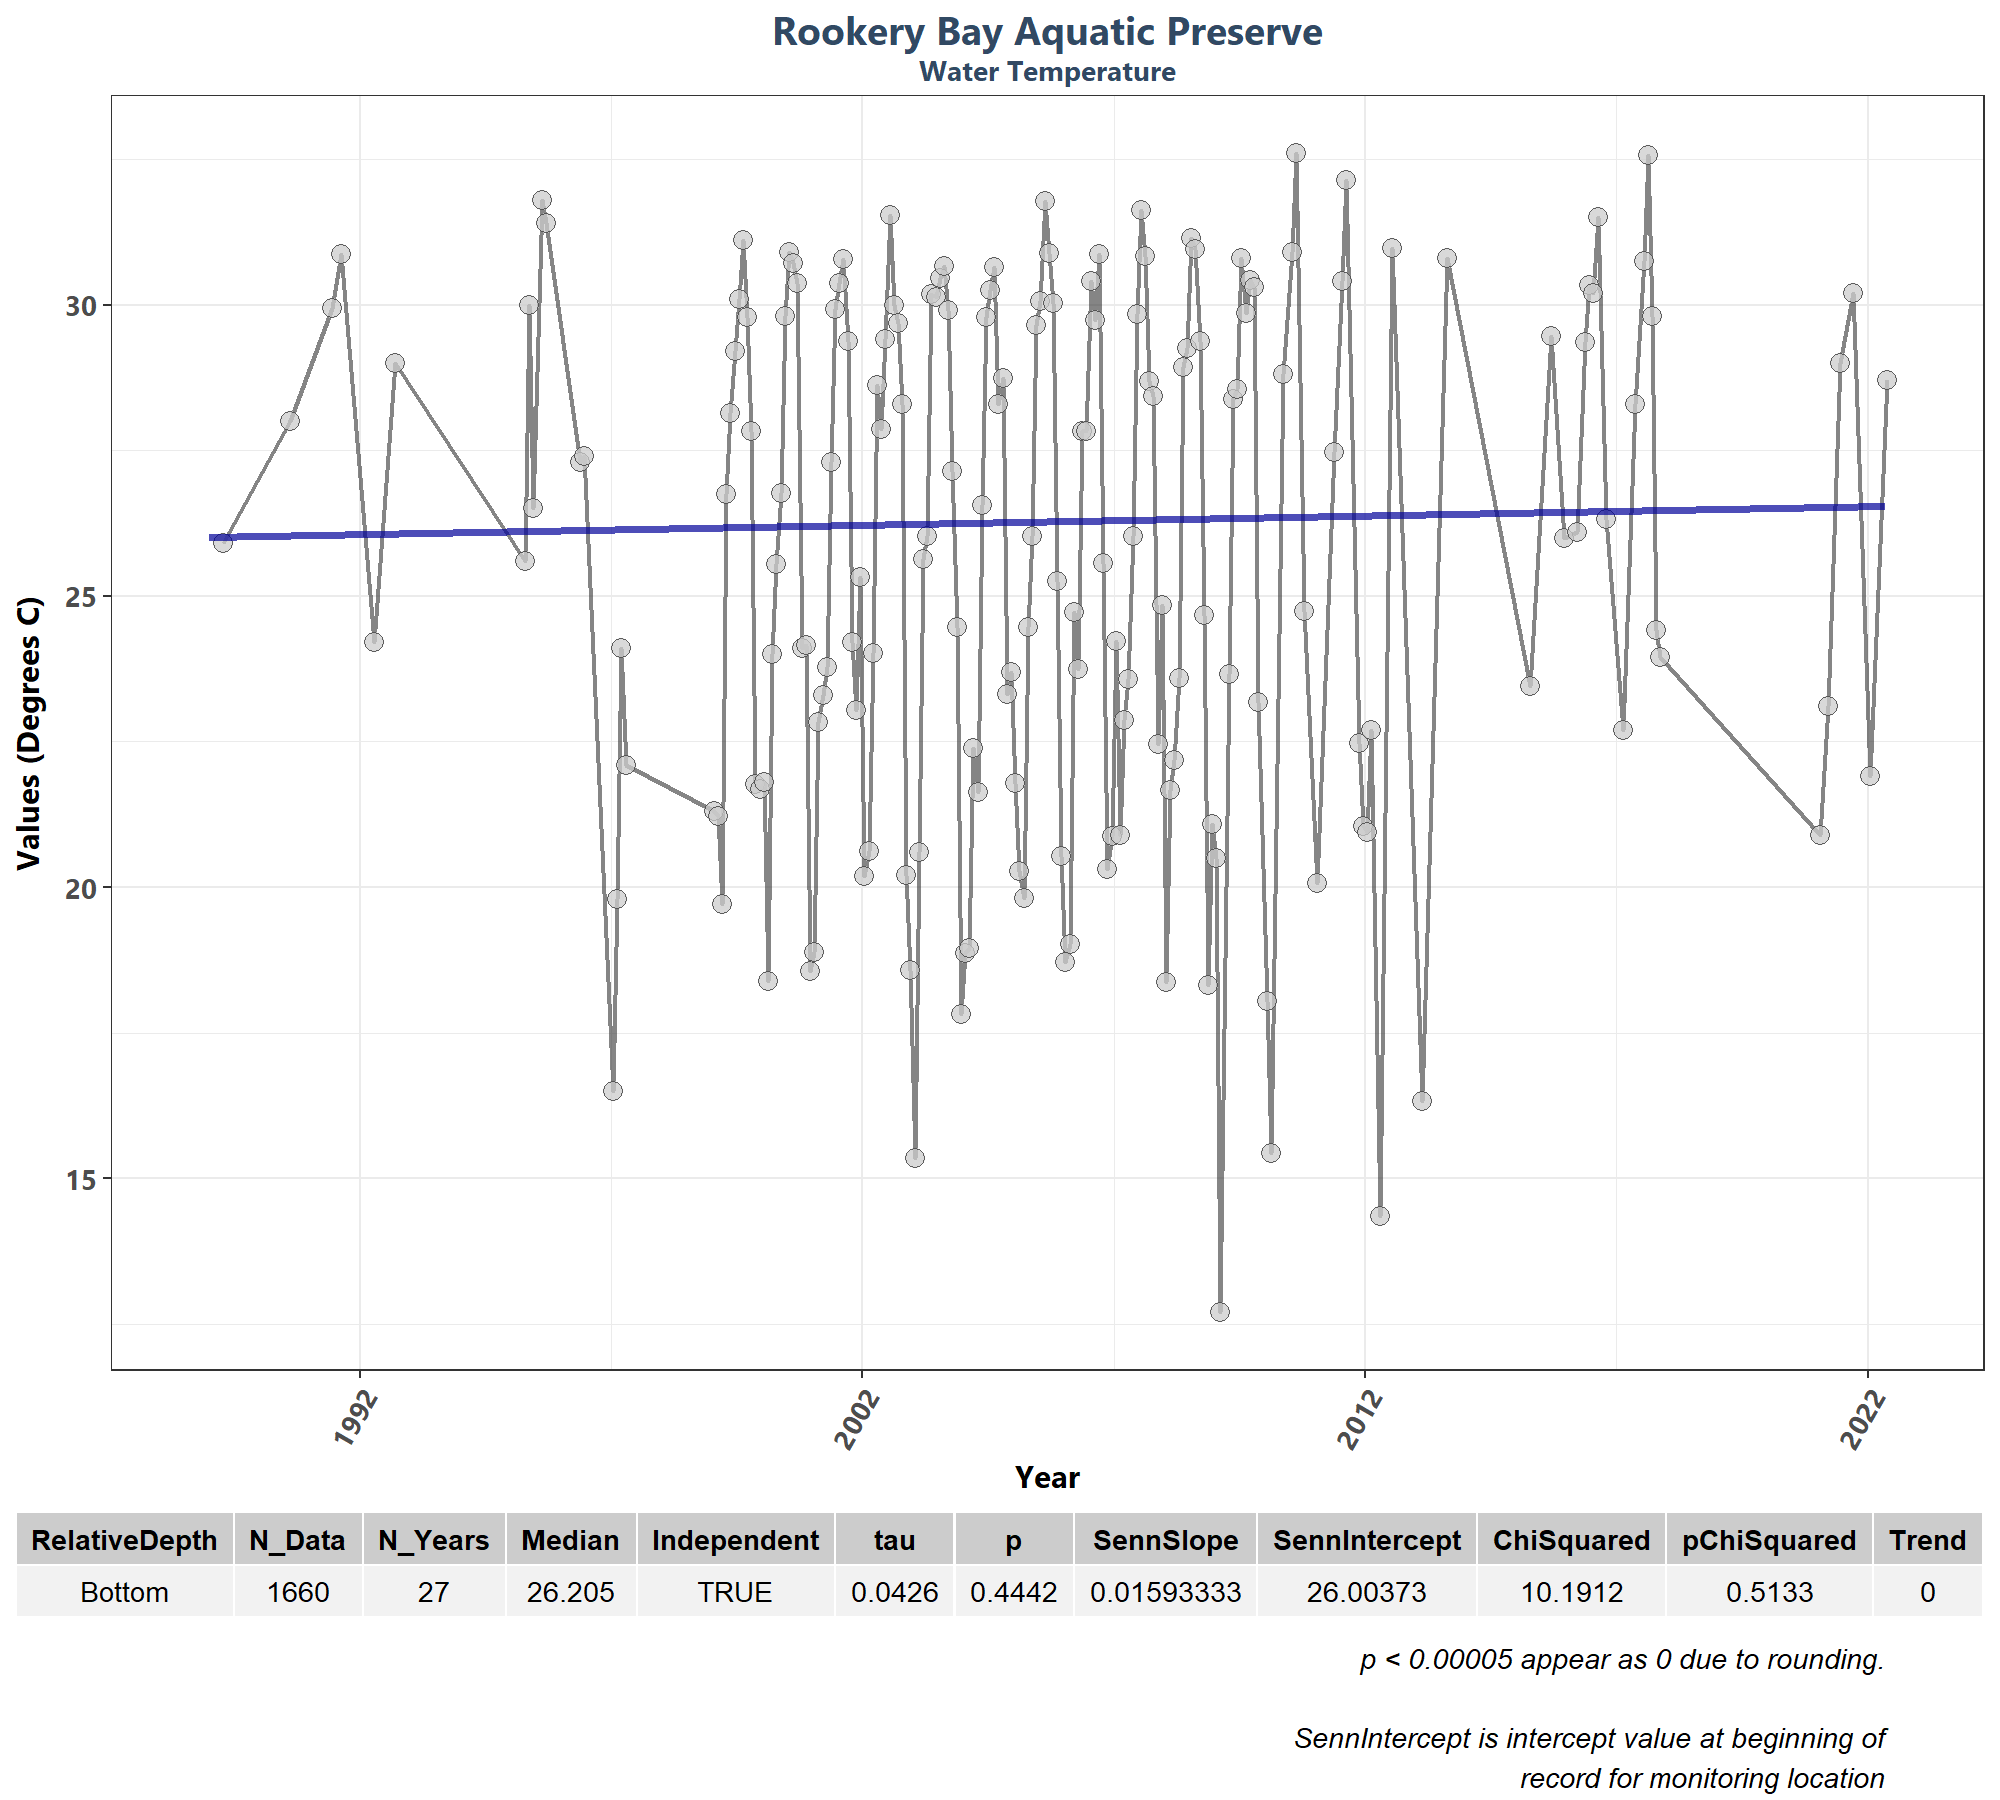 Rookery Bay Aquatic Preserve
Water Temperature
Values (Degrees C)
30
25
20
15
1992
2002
2012
2022
Year
RelativeDepth N_Data N_Years Median Independent tau p SennSlope SennIntercept ChiSquared pChiSquared Trend
Bottom 1660 27 26.205 TRUE 0.0426 0.4442 0.01593333 26.00373 10.1912 0.5133 0
p < 0.00005 appear as 0 due to rounding.
SennIntercept is intercept value at beginning of
record for monitoring location